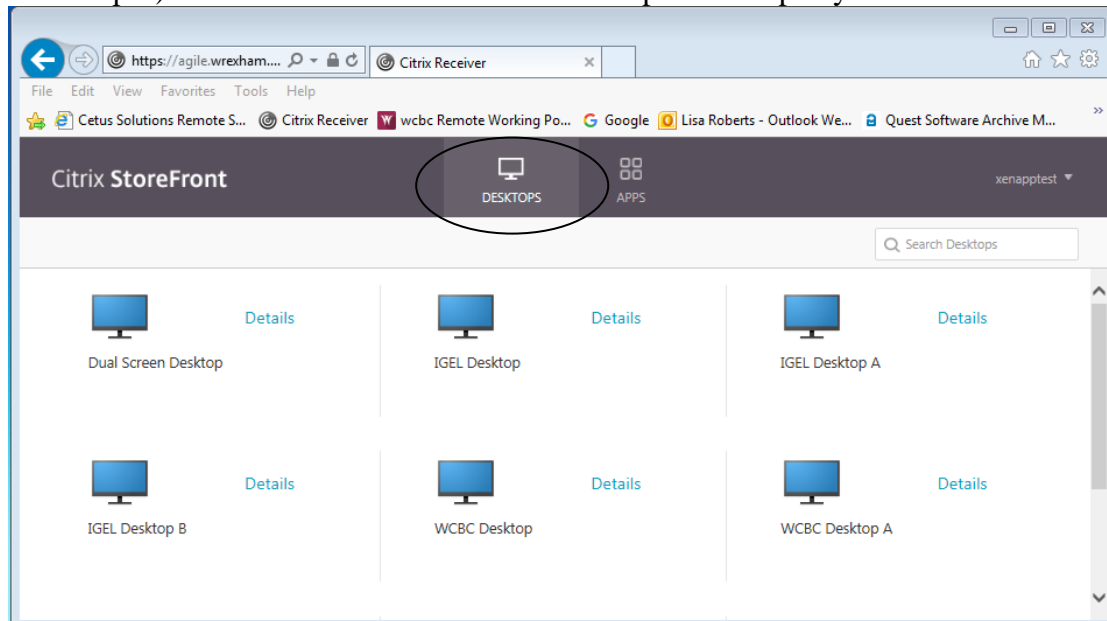 https://agile.wrexham.... Citrix Receiver
File Edit View Favorites Tools Help
Cetus Solutions Remote S... Citrix Receiver wcbc Remote Working Po... Google Lisa Roberts - Outlook We... Quest Software Archive M... »
Citrix StoreFront DESKTOPS APPS xenapptest
Search Desktops
Details Details Details
Dual Screen Desktop IGEL Desktop IGEL Desktop A
Details Details Details
IGEL Desktop B WCBC Desktop WCBC Desktop A